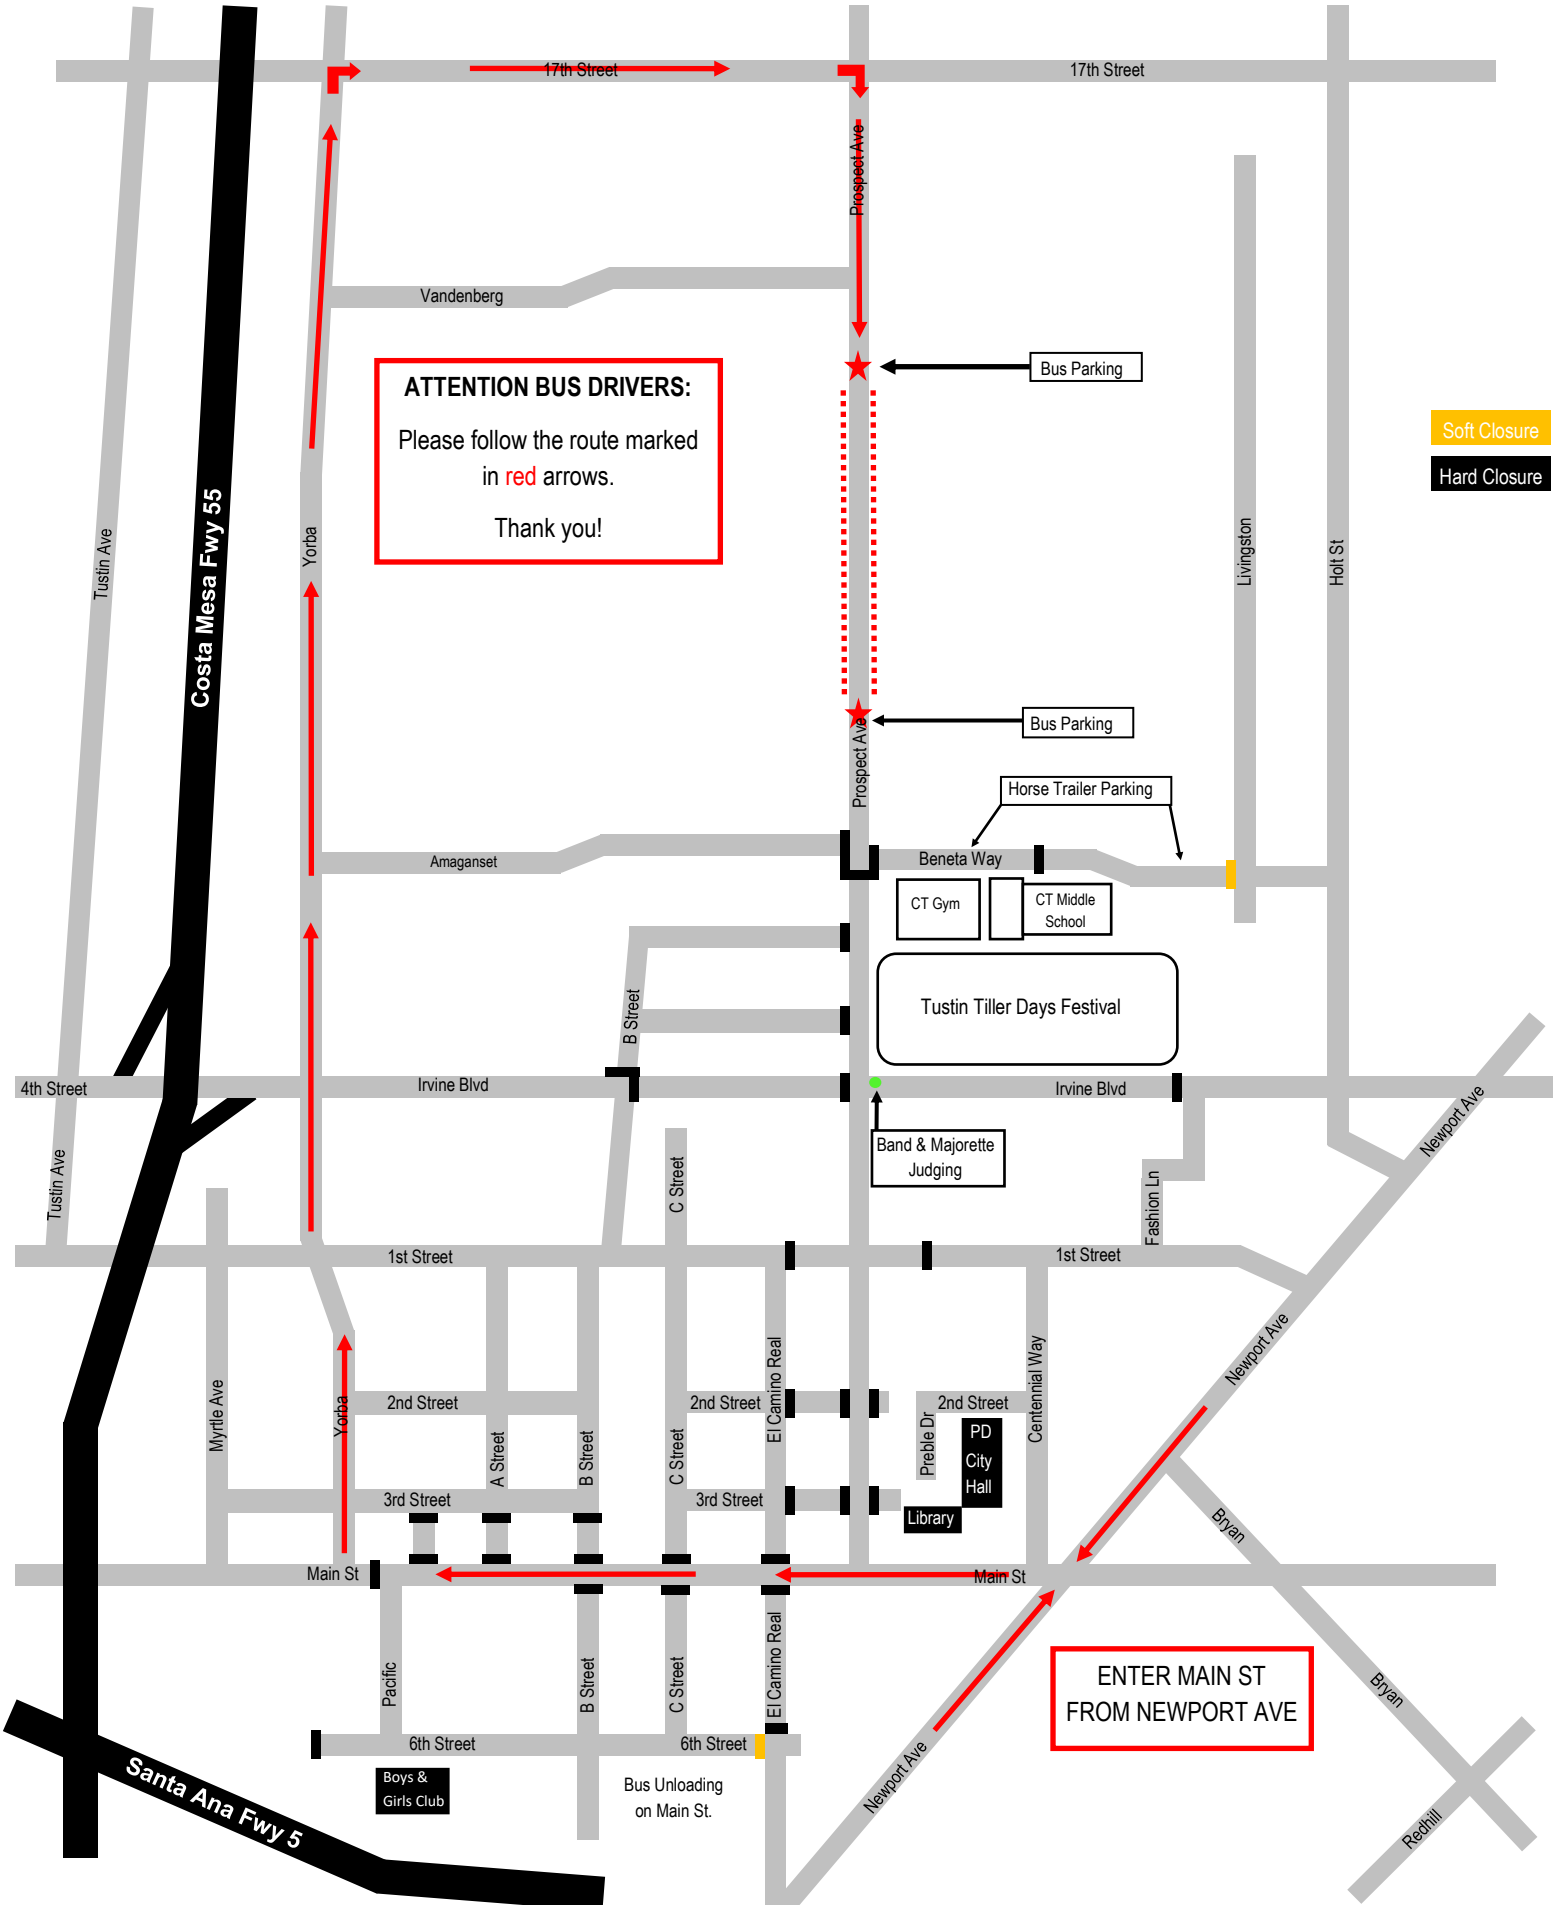 17th Street
17th Street
Prospect Ave
Vandenberg
ATTENTION BUS DRIVERS:
Please follow the route marked
in red arrows.
Thank you!
Bus Parking
Soft Closure
Hard Closure
Tustin Ave
Costa Mesa Fwy 55
Yorba
Livingston
Holt St
Bus Parking
Prospect Ave
Horse Trailer Parking
Amaganset
Beneta Way
CT Gym
CT Middle
School
B Street
Tustin Tiller Days Festival
4th Street
Irvine Blvd
Irvine Blvd
Newport Ave
Band & Majorette
Judging
Tustin Ave
C Street
Fashion Ln
1st Street
1st Street
Newport Ave
Myrtle Ave
Yorba
2nd Street
A Street
B Street
C Street
2nd Street
El Camino Real
Preble Dr
2nd Street
Centennial Way
PD
City
Hall
3rd Street
3rd Street
Library
Bryan
Main St
Main St
Pacific
B Street
C Street
El Camino Real
ENTER MAIN ST
FROM NEWPORT AVE
Bryan
6th Street
6th Street
Newport Ave
Boys &
Girls Club
Bus Unloading
on Main St.
Santa Ana Fwy 5
Redhill